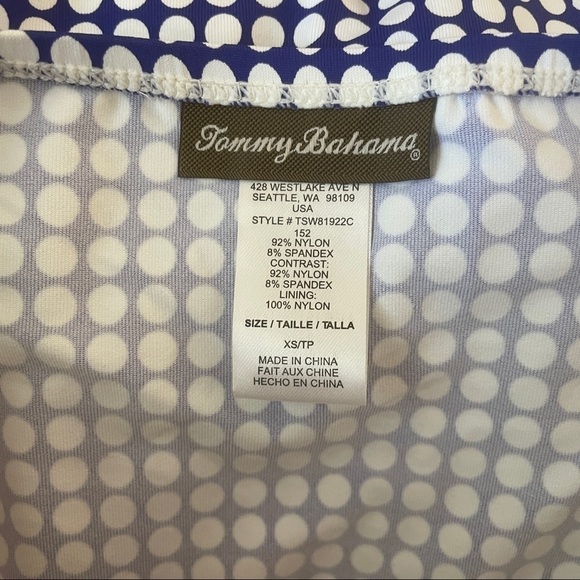 Tommy Bahama®
428 WESTLAKE AVE N
SEATTLE, WA 98109
USA
STYLE # TSW81922C
152
92% NYLON
8% SPANDEX
CONTRAST:
92% NYLON
8% SPANDEX
LINING:
100% NYLON
SIZE / TAILLE / TALLA
XS/TP
MADE IN CHINA
FAIT AUX CHINE
HECHO EN CHINA